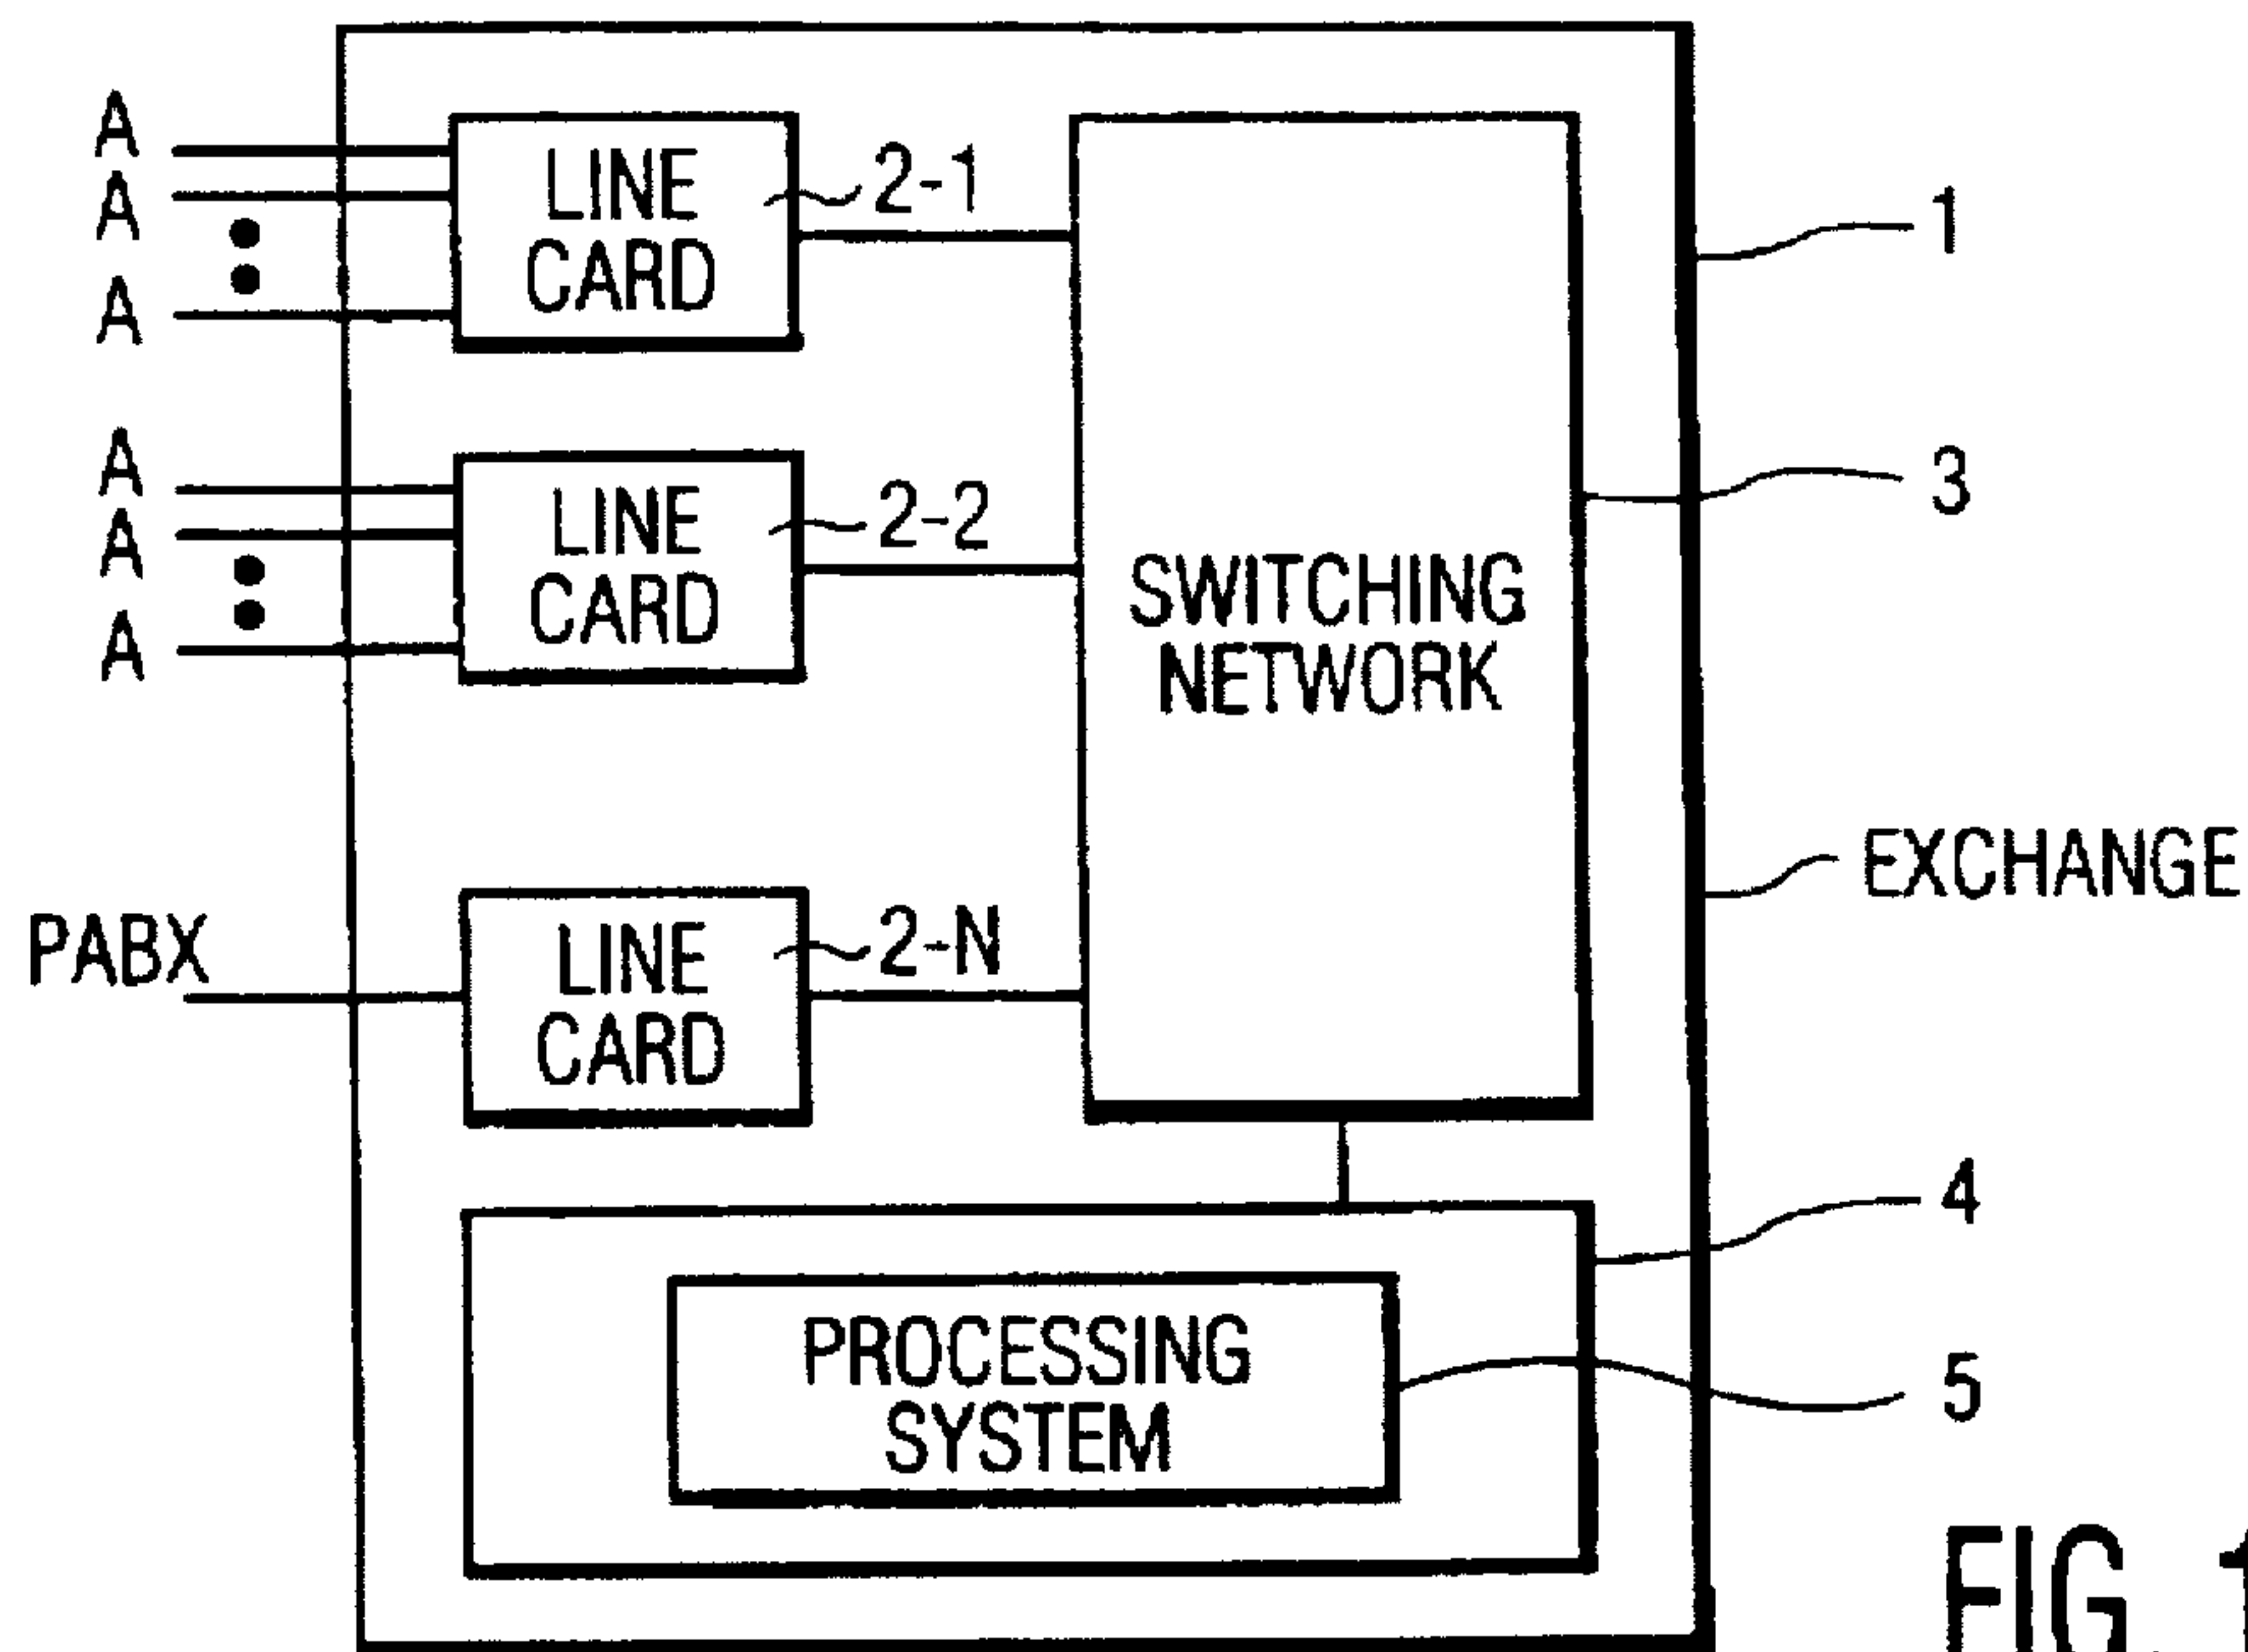 A
A
A
LINE
CARD
2-1
1
A
A
A
LINE
CARD
2-2
3
SWITCHING
NETWORK
EXCHANGE
PABX
LINE
CARD
2-N
4
PROCESSING
SYSTEM
5
FIG. 1